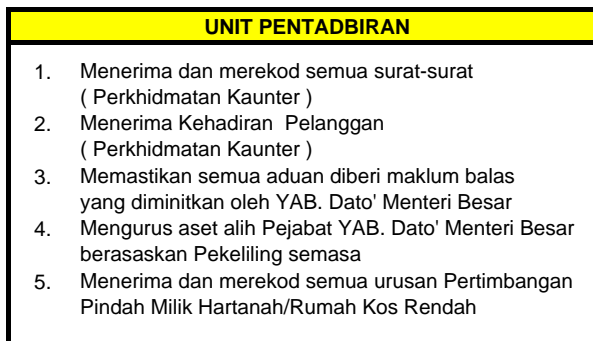 UNIT PENTADBIRAN
1. Menerima dan merekod semua surat-surat
( Perkhidmatan Kaunter )
2. Menerima Kehadiran Pelanggan
( Perkhidmatan Kaunter )
3. Memastikan semua aduan diberi maklum balas
yang diminitkan oleh YAB. Dato' Menteri Besar
4. Mengurus aset alih Pejabat YAB. Dato' Menteri Besar
berasaskan Pekeliling semasa
5. Menerima dan merekod semua urusan Pertimbangan
Pindah Milik Hartanah/Rumah Kos Rendah